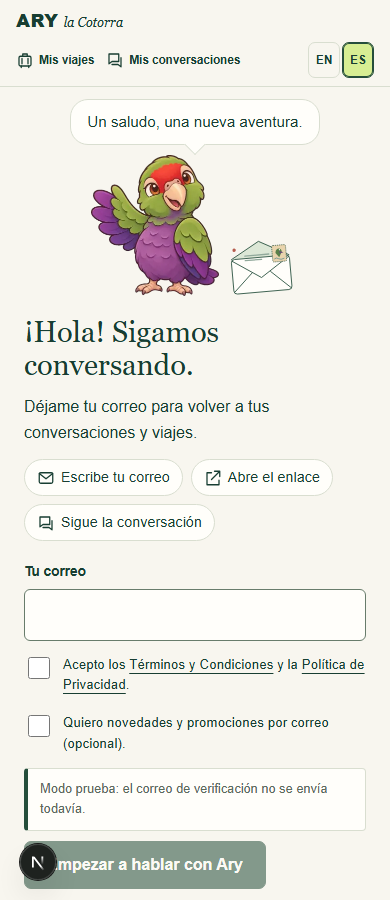 ARY la Cotorra
Mis viajes Mis conversaciones EN ES
Un saludo, una nueva aventura.
¡Hola! Sigamos
conversando.
Déjame tu correo para volver a tus
conversaciones y viajes.
Escribe tu correo Abre el enlace
Sigue la conversación
Tu correo
Acepto los Términos y Condiciones y la Política de
Privacidad.
Quiero novedades y promociones por correo
(opcional).
Modo prueba: el correo de verificación no se envía
todavía.
N mpezar a hablar con Ary